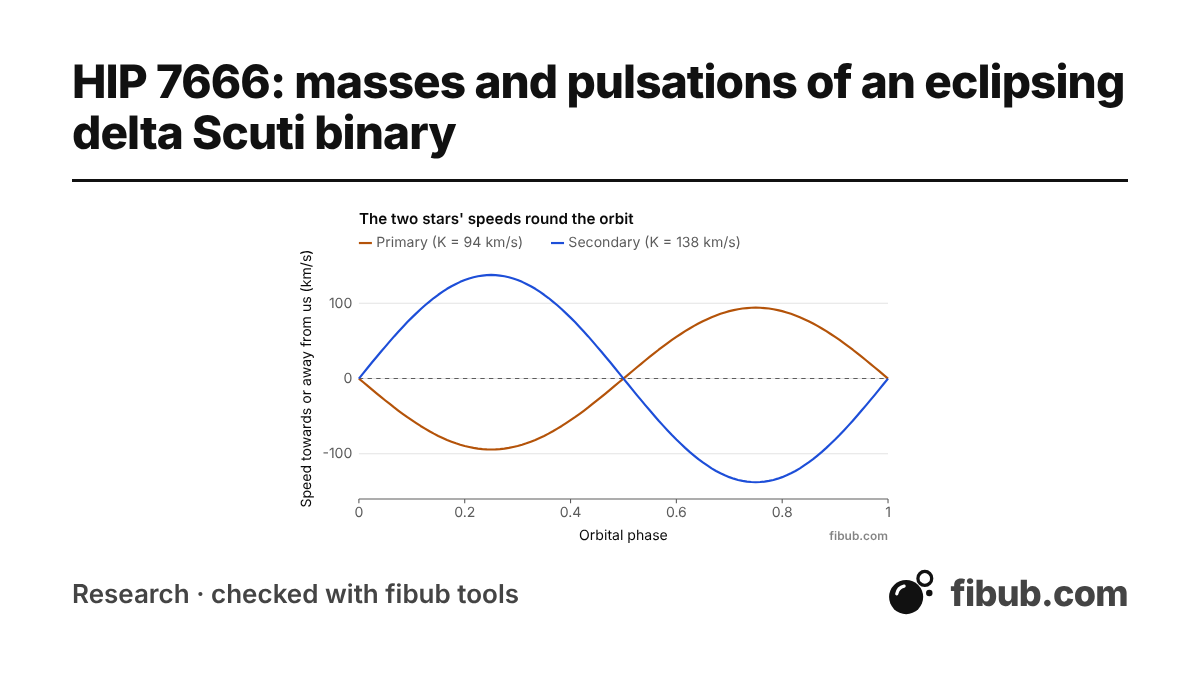 HIP 7666: masses and pulsations of an eclipsing
delta Scuti binary
The two stars' speeds round the orbit
Primary (K = 94 km/s) Secondary (K = 138 km/s)
Speed towards or away from us (km/s)
100
0
-100
0 0.2 0.4 0.6 0.8 1
Orbital phase
fibub.com
Research · checked with fibub tools
fibub.com